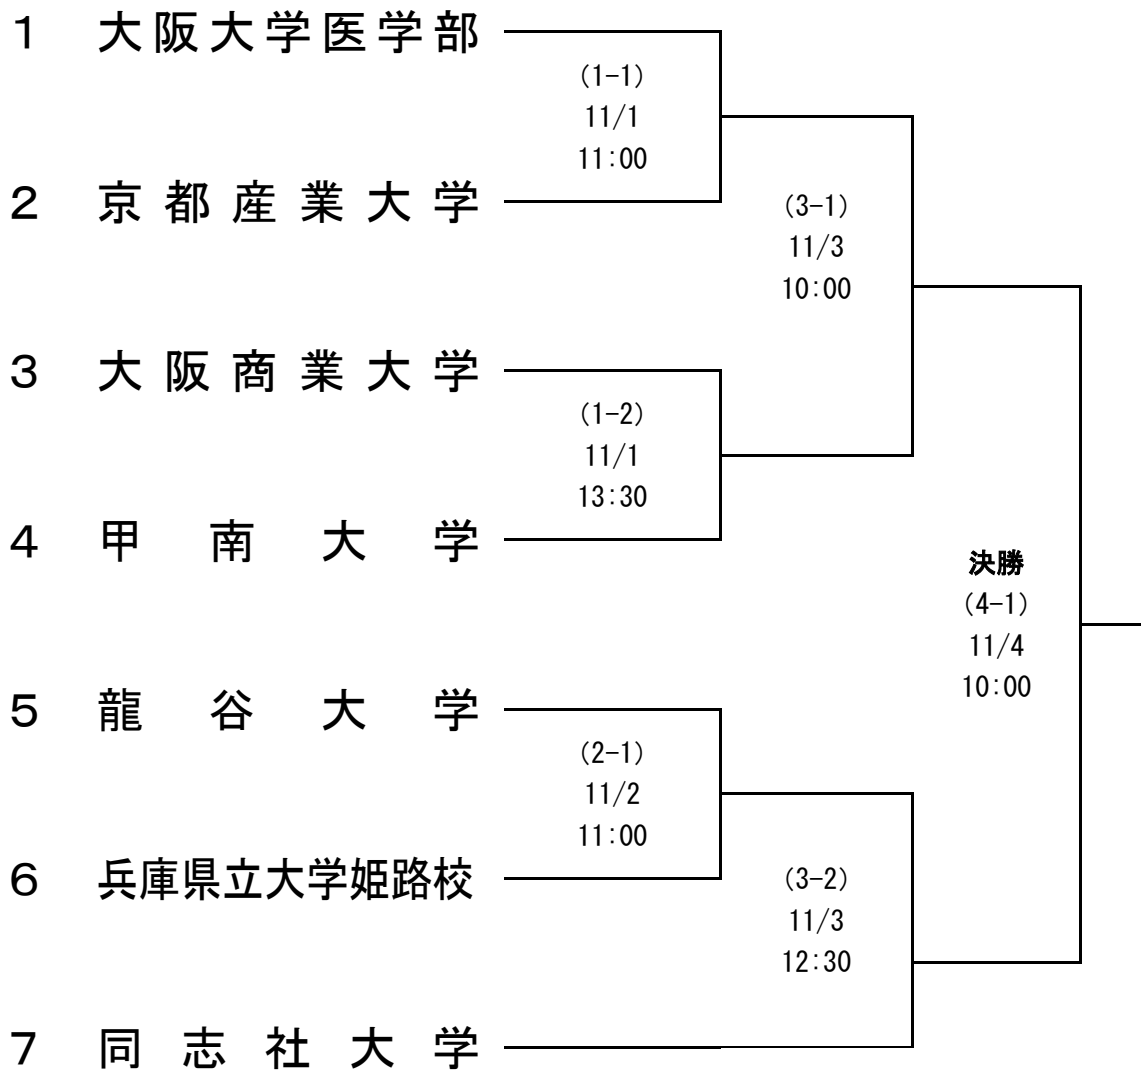 1 大阪大学医学部
(1-1)
11/1
11:00
2 京都産業大学
(3-1)
11/3
10:00
3 大阪商業大学
(1-2)
11/1
13:30
4 甲南大学
決勝
(4-1)
11/4
10:00
5 龍谷大学
(2-1)
11/2
11:00
6 兵庫県立大学姫路校
(3-2)
11/3
12:30
7 同志社大学